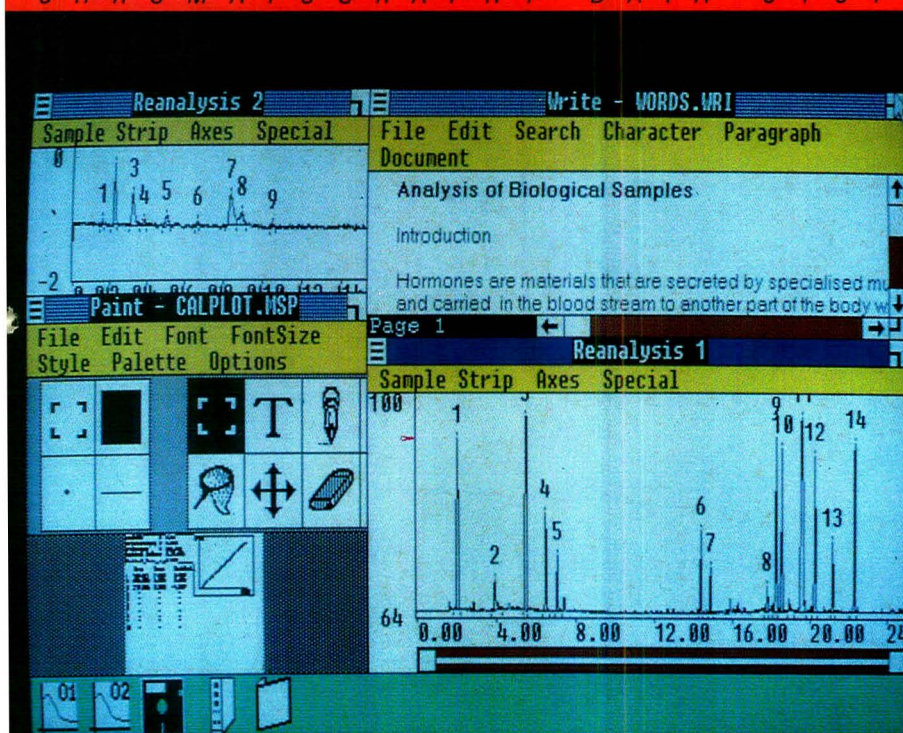 Reanalysis 2
Sample Strip Axes Special
0
1 3 4 5 6 7 8 9
-2
Write - WORDS.WRI
File Edit Search Character Paragraph
Document
Analysis of Biological Samples
Introduction
Hormones are materials that are secreted by specialised
and carried in the blood stream to another part of the body
Page 1
Paint - CALPLOT.MSP
File Edit Font FontSize
Style Palette Options
T
Reanalysis 1
Sample Strip Axes Special
100
1 2 4 5 6 7 8 9 10 12 13 14
64
0.00 4.00 8.00 12.00 16.00 20.00 24
01 02